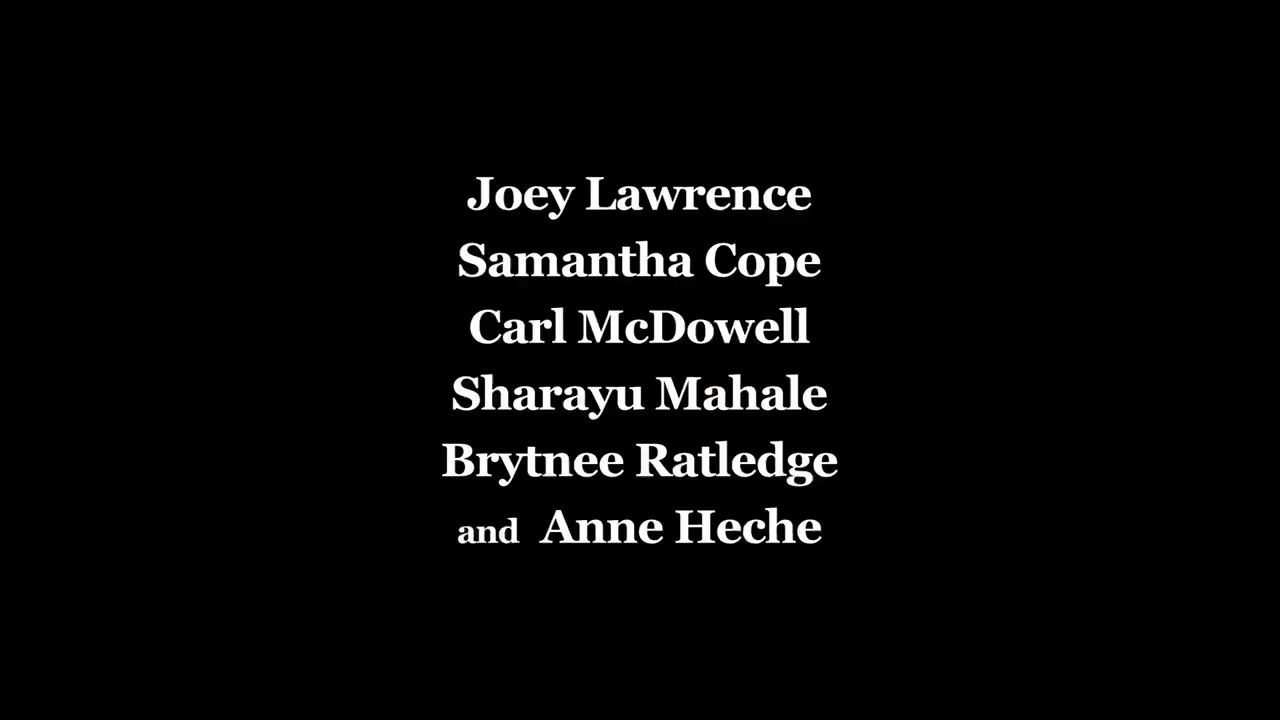 Joey Lawrence
Samantha Cope
Carl McDowell
Sharayu Mahale
Brytnee Ratledge
and Anne Heche